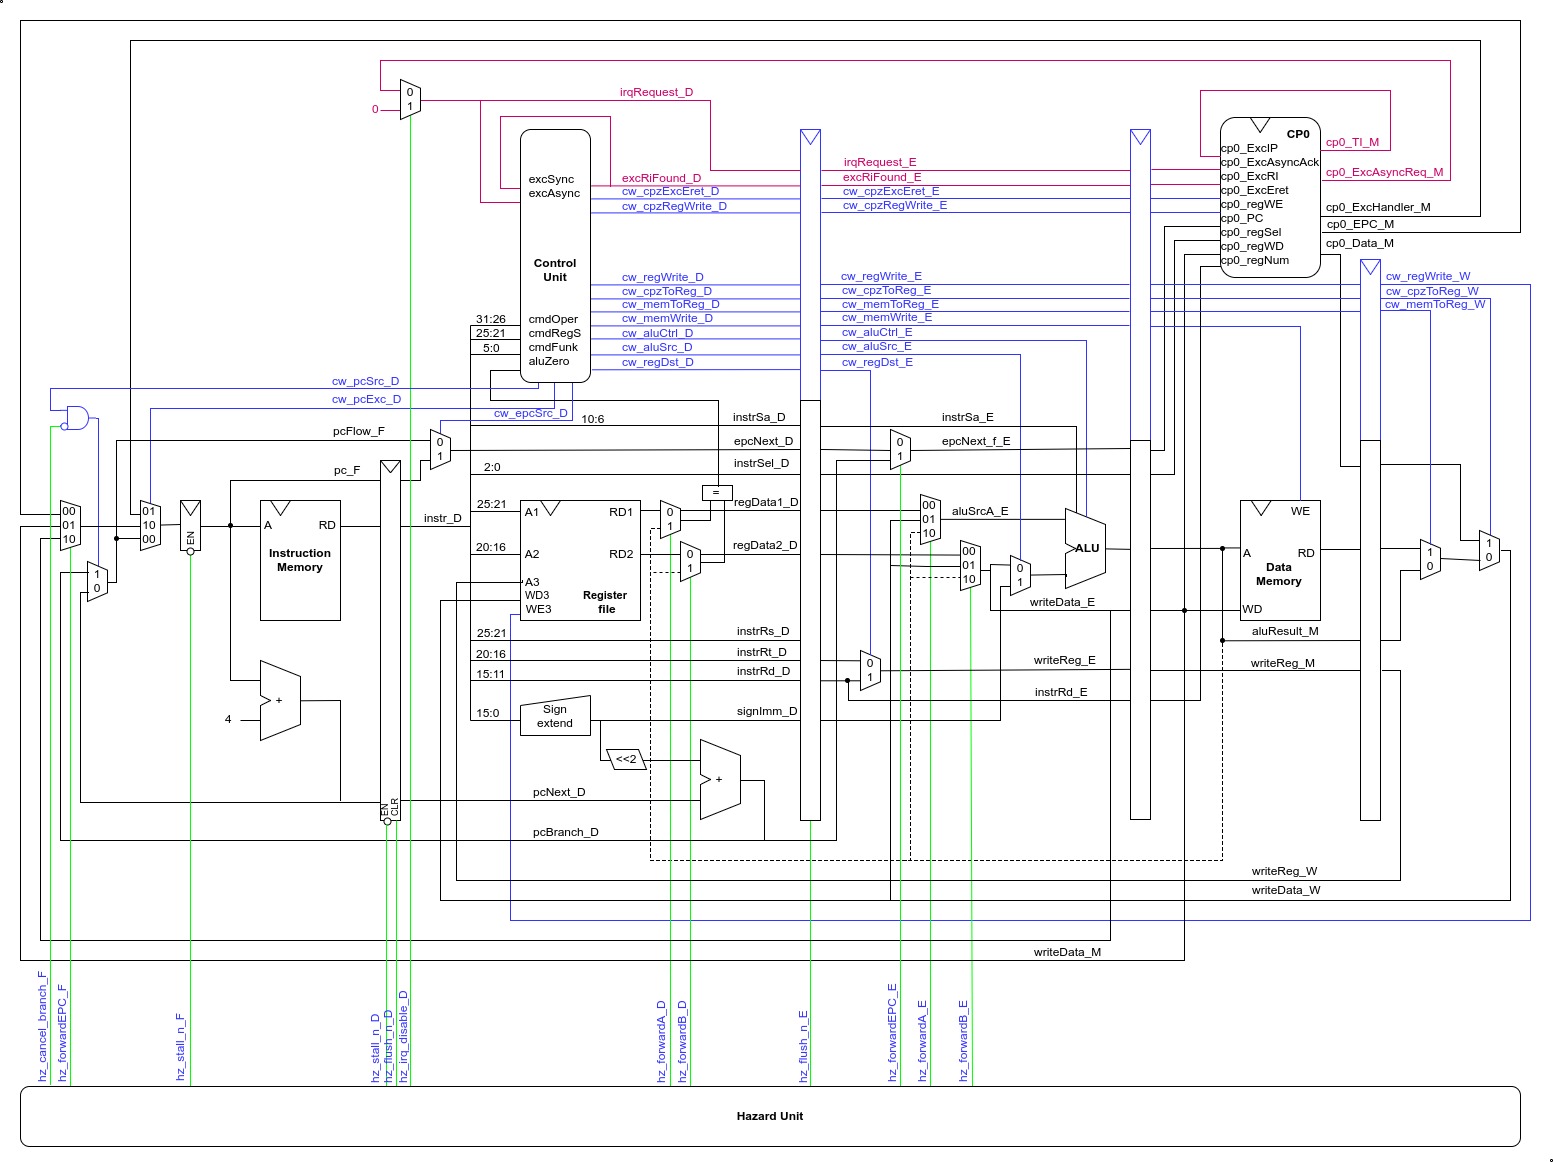 0
1
0
irqRequest_D
CP0
cp0_ExcIP
cp0_ExcAsyncAck
cp0_ExcRI
cp0_ExcEret
cp0_regWE
cp0_PC
cp0_regSel
cp0_regWD
cp0_regNum
cp0_TI_M
cp0_ExcAsyncReq_M
cp0_ExcHandler_M
cp0_EPC_M
cp0_Data_M
excSync
excAsync
Control
Unit
cmdOper
cmdRegS
cmdFunk
aluZero
31:26
25:21
5:0
excRiFound_D
cw_cpzExcEret_D
cw_cpzRegWrite_D
irqRequest_E
excRiFound_E
cw_cpzExcEret_E
cw_cpzRegWrite_E
cw_regWrite_D
cw_cpzToReg_D
cw_memToReg_D
cw_memWrite_D
cw_aluCtrl_D
cw_aluSrc_D
cw_regDst_D
cw_regWrite_E
cw_cpzToReg_E
cw_memToReg_E
cw_memWrite_E
cw_aluCtrl_E
cw_aluSrc_E
cw_regDst_E
cw_regWrite_W
cw_cpzToReg_W
cw_memToReg_W
cw_pcSrc_D
cw_pcExc_D
cw_epcSrc_D
10:6
instrSa_D
instrSa_E
pcFlow_F
0
1
epcNext_D
0
1
epcNext_f_E
pc_F
2:0
instrSel_D
00
01
10
01
10
00
EN
A
RD
Instruction
Memory
instr_D
25:21
20:16
A1
A2
A3
WD3
WE3
RD1
RD2
Register
file
=
0
1
0
1
regData1_D
regData2_D
00
01
10
aluSrcA_E
00
01
10
0
1
ALU
writeData_E
WE
A
RD
Data
Memory
WD
1
0
1
0
1
0
aluResult_M
25:21
instrRs_D
20:16
instrRt_D
15:11
instrRd_D
0
1
writeReg_E
writeReg_M
instrRd_E
15:0
Sign
extend
signImm_D
<<2
+
+
4
EN
CLR
pcNext_D
pcBranch_D
writeReg_W
writeData_W
writeData_M
hz_cancel_branch_F
hz_forwardEPC_F
hz_stall_n_F
hz_stall_n_D
hz_flush_n_D
hz_irq_disable_D
hz_forwardA_D
hz_forwardB_D
hz_flush_n_E
hz_forwardEPC_E
hz_forwardA_E
hz_forwardB_E
Hazard Unit